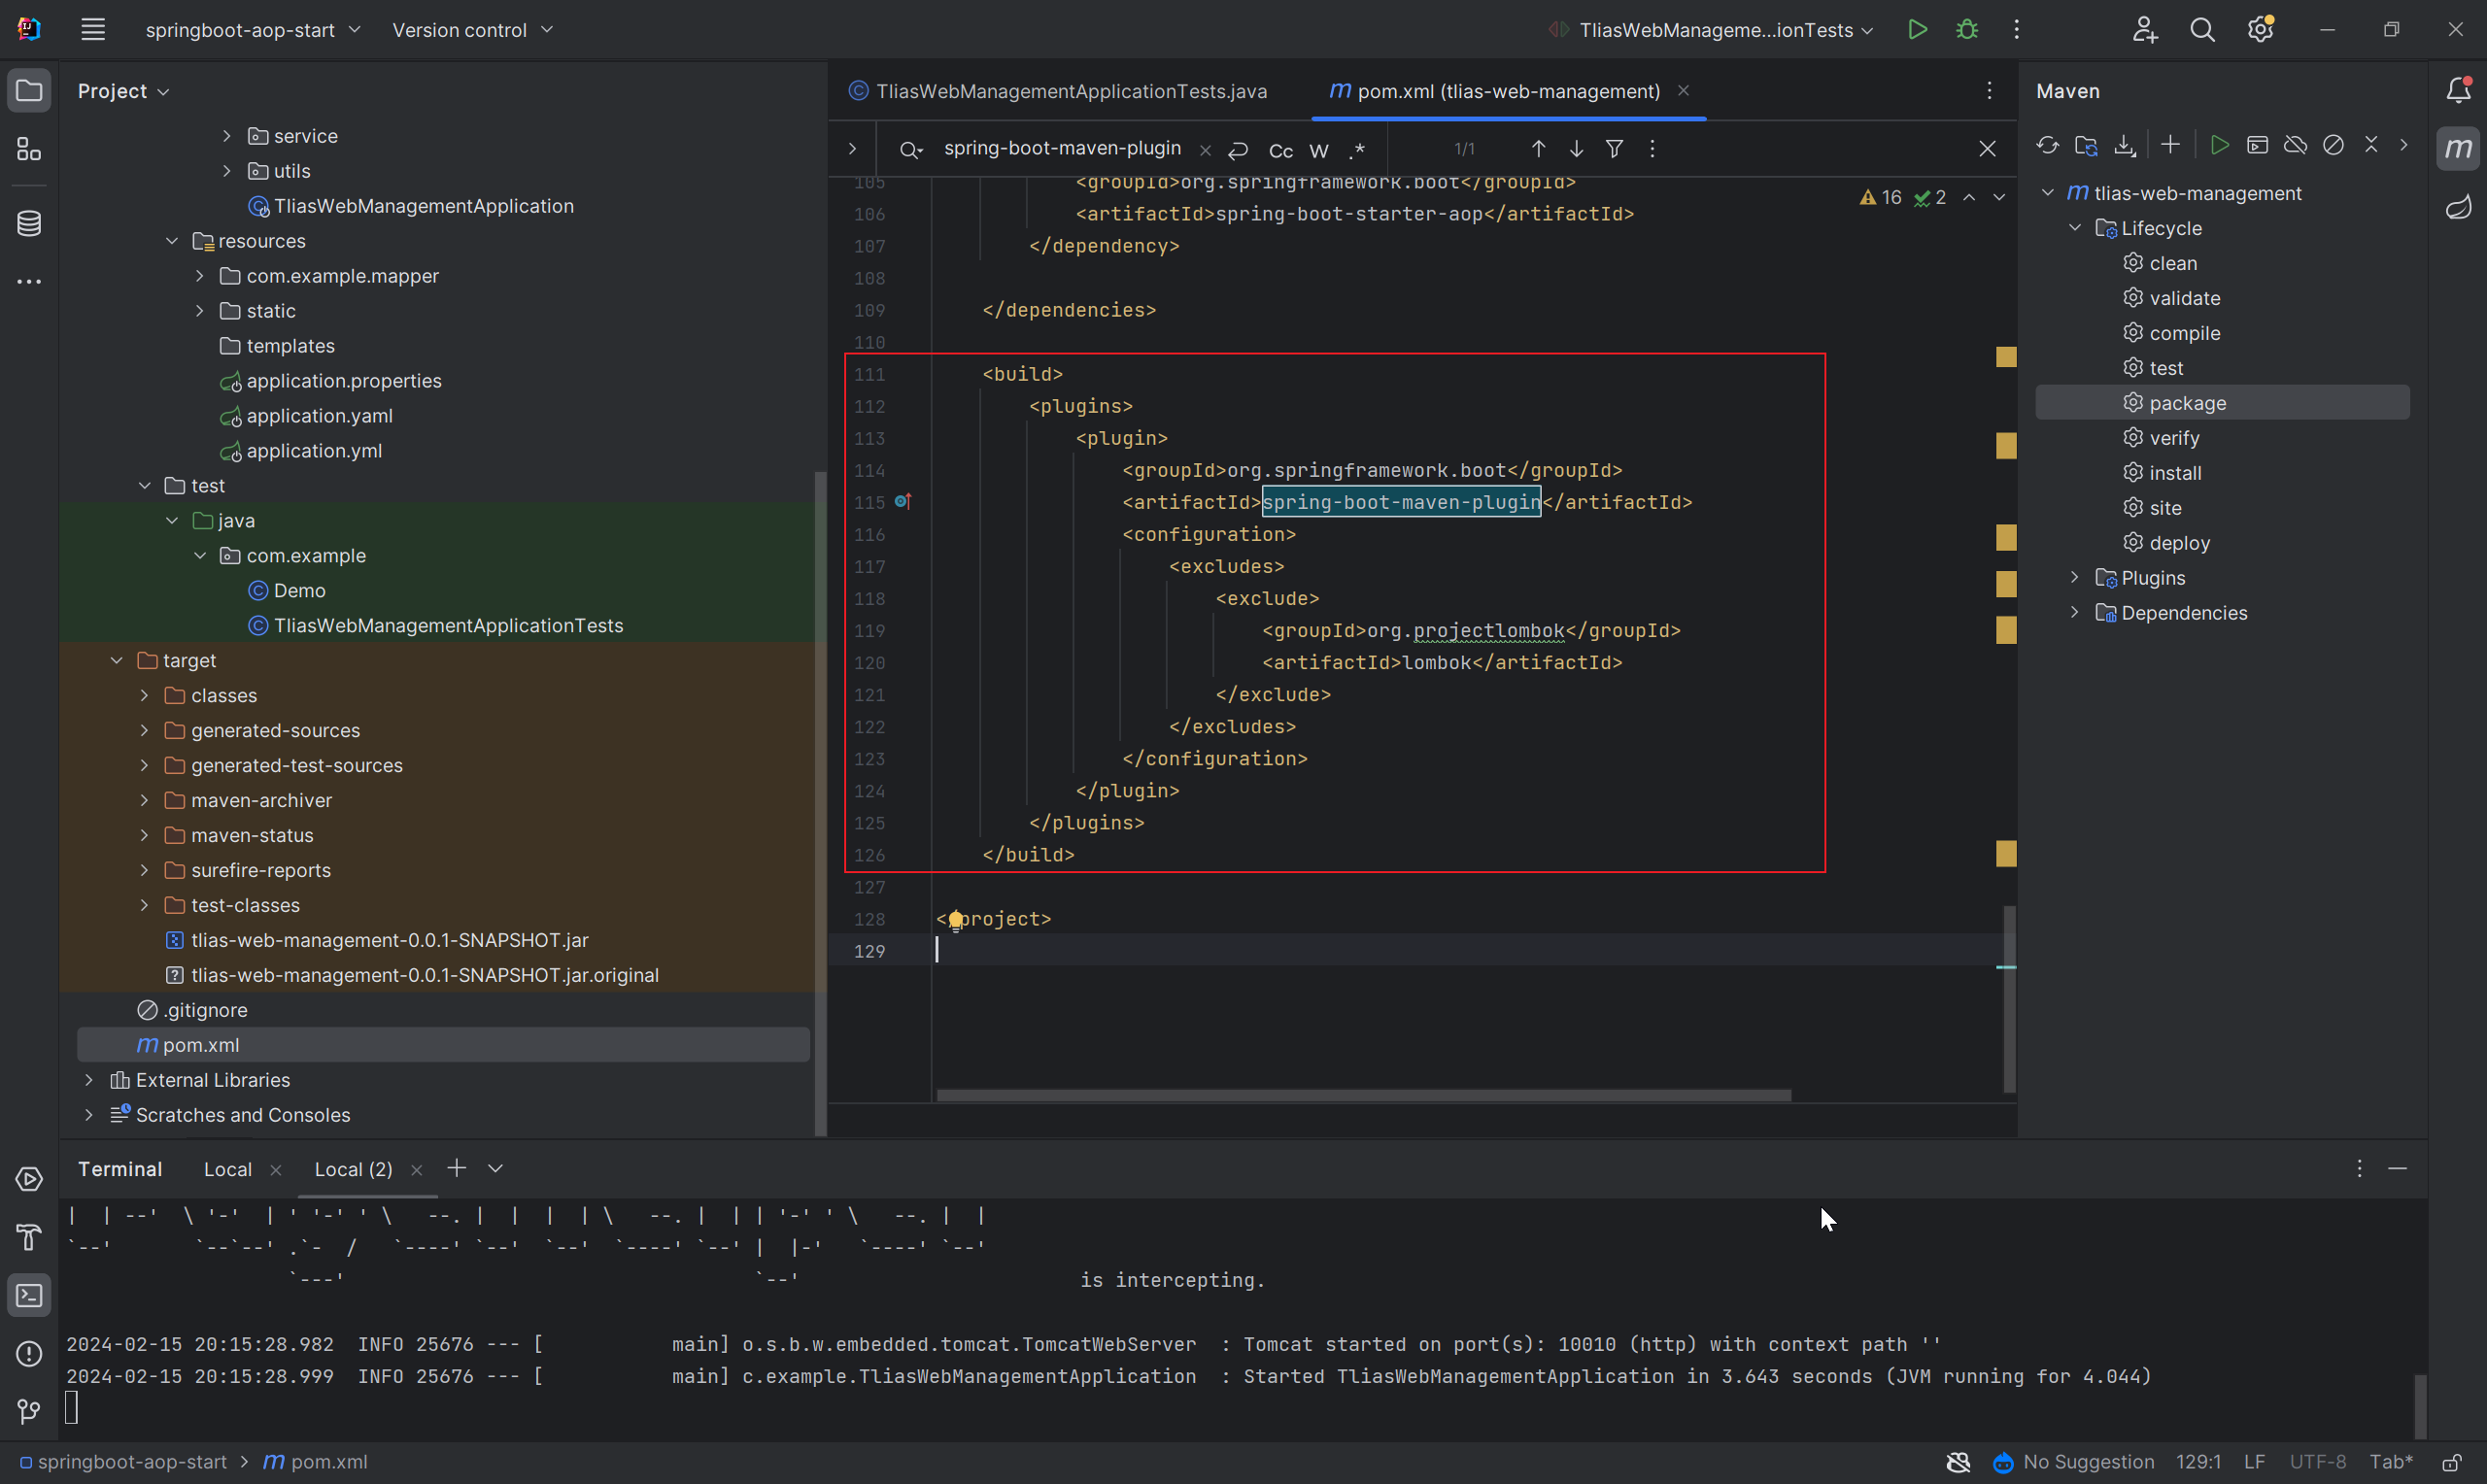 springboot-aop-start
Version control
TliasWebManageme...ionTests
Project
service
utils
TliasWebManagementApplication
resources
com.example.mapper
static
templates
application.properties
application.yaml
application.yml
test
java
com.example
Demo
TliasWebManagementApplicationTests
target
classes
generated-sources
generated-test-sources
maven-archiver
maven-status
surefire-reports
test-classes
tlias-web-management-0.0.1-SNAPSHOT.jar
tlias-web-management-0.0.1-SNAPSHOT.jar.original
.gitignore
pom.xml
External Libraries
Scratches and Consoles
TliasWebManagementApplicationTests.java
pom.xml (tlias-web-management)
spring-boot-maven-plugin
Cc W .*
1/1
16 2
105 <groupId>org.springframework.boot</groupId>
106 <artifactId>spring-boot-starter-aop</artifactId>
107 </dependency>
108
109 </dependencies>
110
111 <build>
112 <plugins>
113 <plugin>
114 <groupId>org.springframework.boot</groupId>
115 <artifactId>spring-boot-maven-plugin</artifactId>
116 <configuration>
117 <excludes>
118 <exclude>
119 <groupId>org.projectlombok</groupId>
120 <artifactId>lombok</artifactId>
121 </exclude>
122 </excludes>
123 </configuration>
124 </plugin>
125 </plugins>
126 </build>
127
128 </project>
129
Maven
tlias-web-management
Lifecycle
clean
validate
compile
test
package
verify
install
site
deploy
Plugins
Dependencies
Terminal
Local
Local (2)
is intercepting.
2024-02-15 20:15:28.982 INFO 25676 --- [ main] o.s.b.w.embedded.tomcat.TomcatWebServer : Tomcat started on port(s): 10010 (http) with context path ''
2024-02-15 20:15:28.999 INFO 25676 --- [ main] c.example.TliasWebManagementApplication : Started TliasWebManagementApplication in 3.643 seconds (JVM running for 4.044)
springboot-aop-start > pom.xml
No Suggestion 129:1 LF UTF-8 Tab*